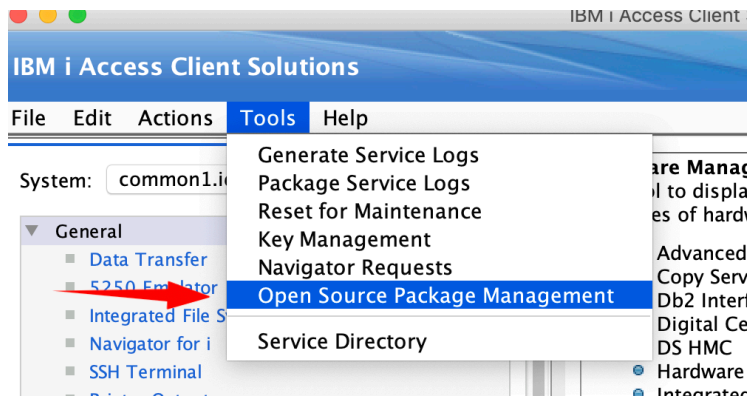 IBM i Access Client
IBM i Access Client Solutions
File Edit Actions Tools Help
System: common1.i
General
Data Transfer
5250 Emulator
Integrated File S
Navigator for i
SSH Terminal
Generate Service Logs
Package Service Logs
Reset for Maintenance
Key Management
Navigator Requests
Open Source Package Management
Service Directory
are Manag
l to displa
es of hardw
Advanced
Copy Serv
Db2 Interf
Digital Ce
DS HMC
Hardware
Integrated